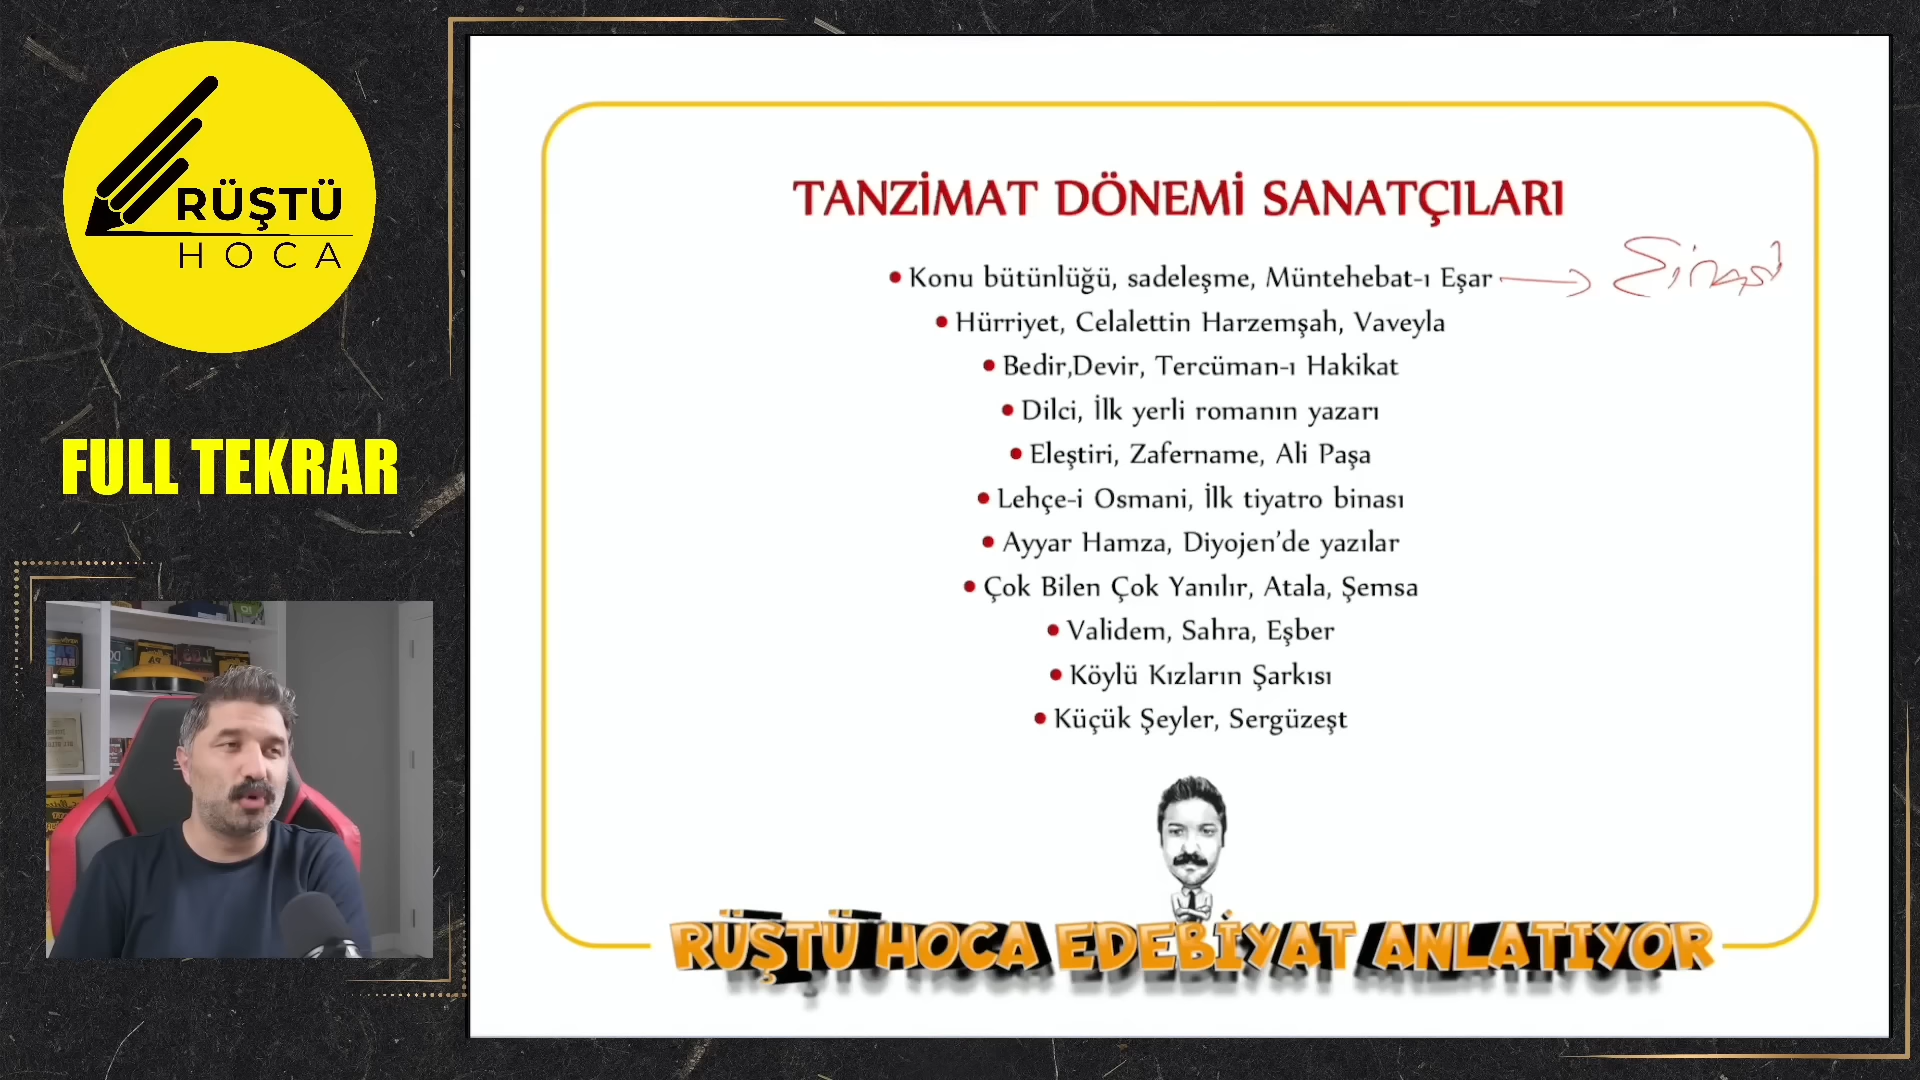 RÜŞTÜ
HOCA
FULL TEKRAR
TANZİMAT DÖNEMİ SANATÇILARI
• Konu bütünlüğü, sadeleşme, Müntehebat-ı Eşar → Şinasi
• Hürriyet, Celalettin Harzemşah, Vaveyla
• Bedir,Devir, Tercüman-ı Hakikat
• Dilci, İlk yerli romanın yazarı
• Eleştiri, Zafername, Ali Paşa
• Lehçe-i Osmani, İlk tiyatro binası
• Ayyar Hamza, Diyojen’de yazılar
• Çok Bilen Çok Yanılır, Atala, Şemsa
• Validem, Sahra, Eşber
• Köylü Kızların Şarkısı
• Küçük Şeyler, Sergüzeşt
RÜŞTÜ HOCA EDEBİYAT ANLATIYOR